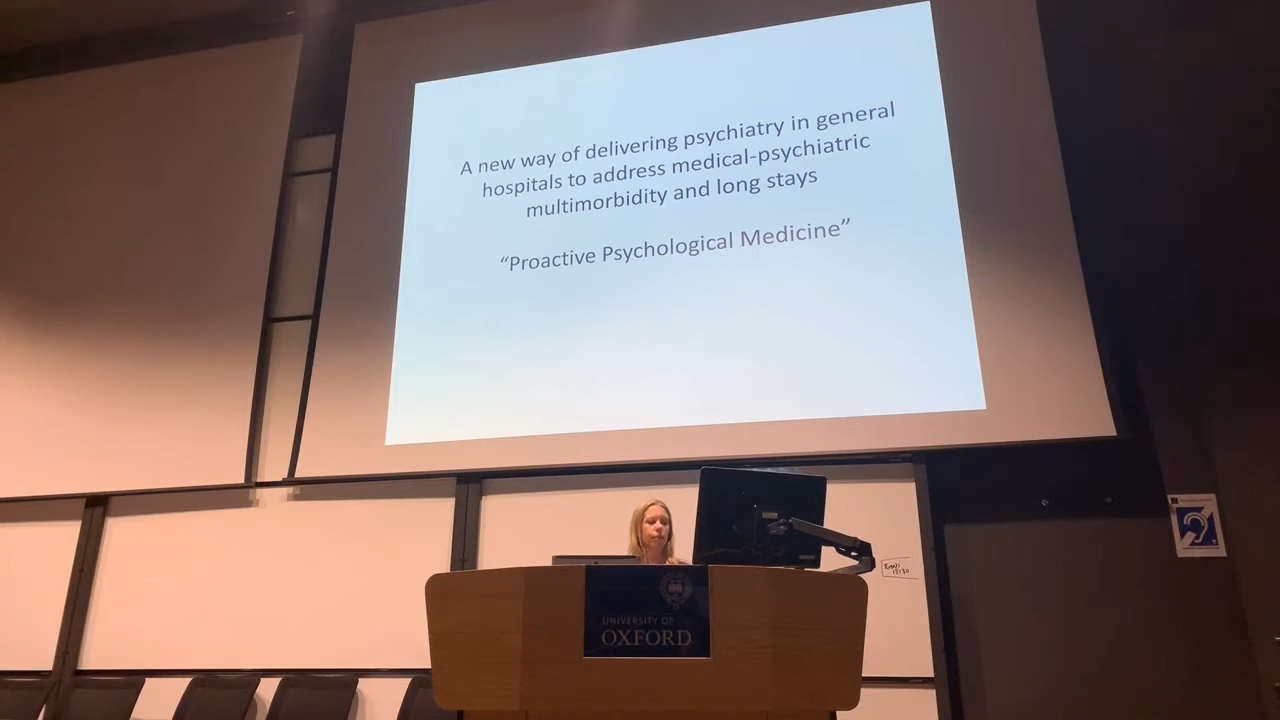 A new way of delivering psychiatry in general
hospitals to address medical-psychiatric
multimorbidity and long stays
“Proactive Psychological Medicine”
UNIVERSITY OF
OXFORD